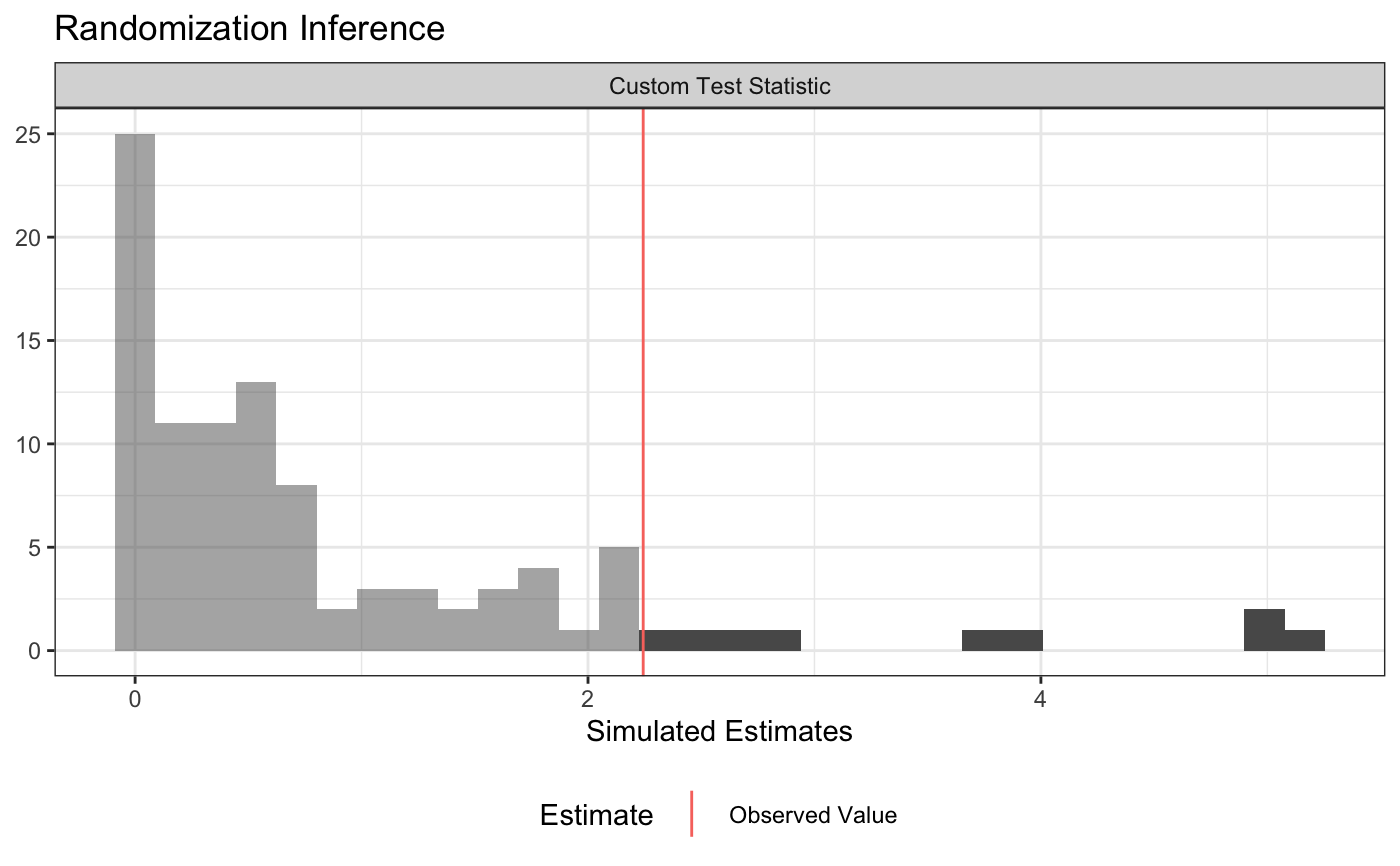 Randomization Inference
Custom Test Statistic
25
20
15
10
5
0
0 2 4
Simulated Estimates
Estimate Observed Value